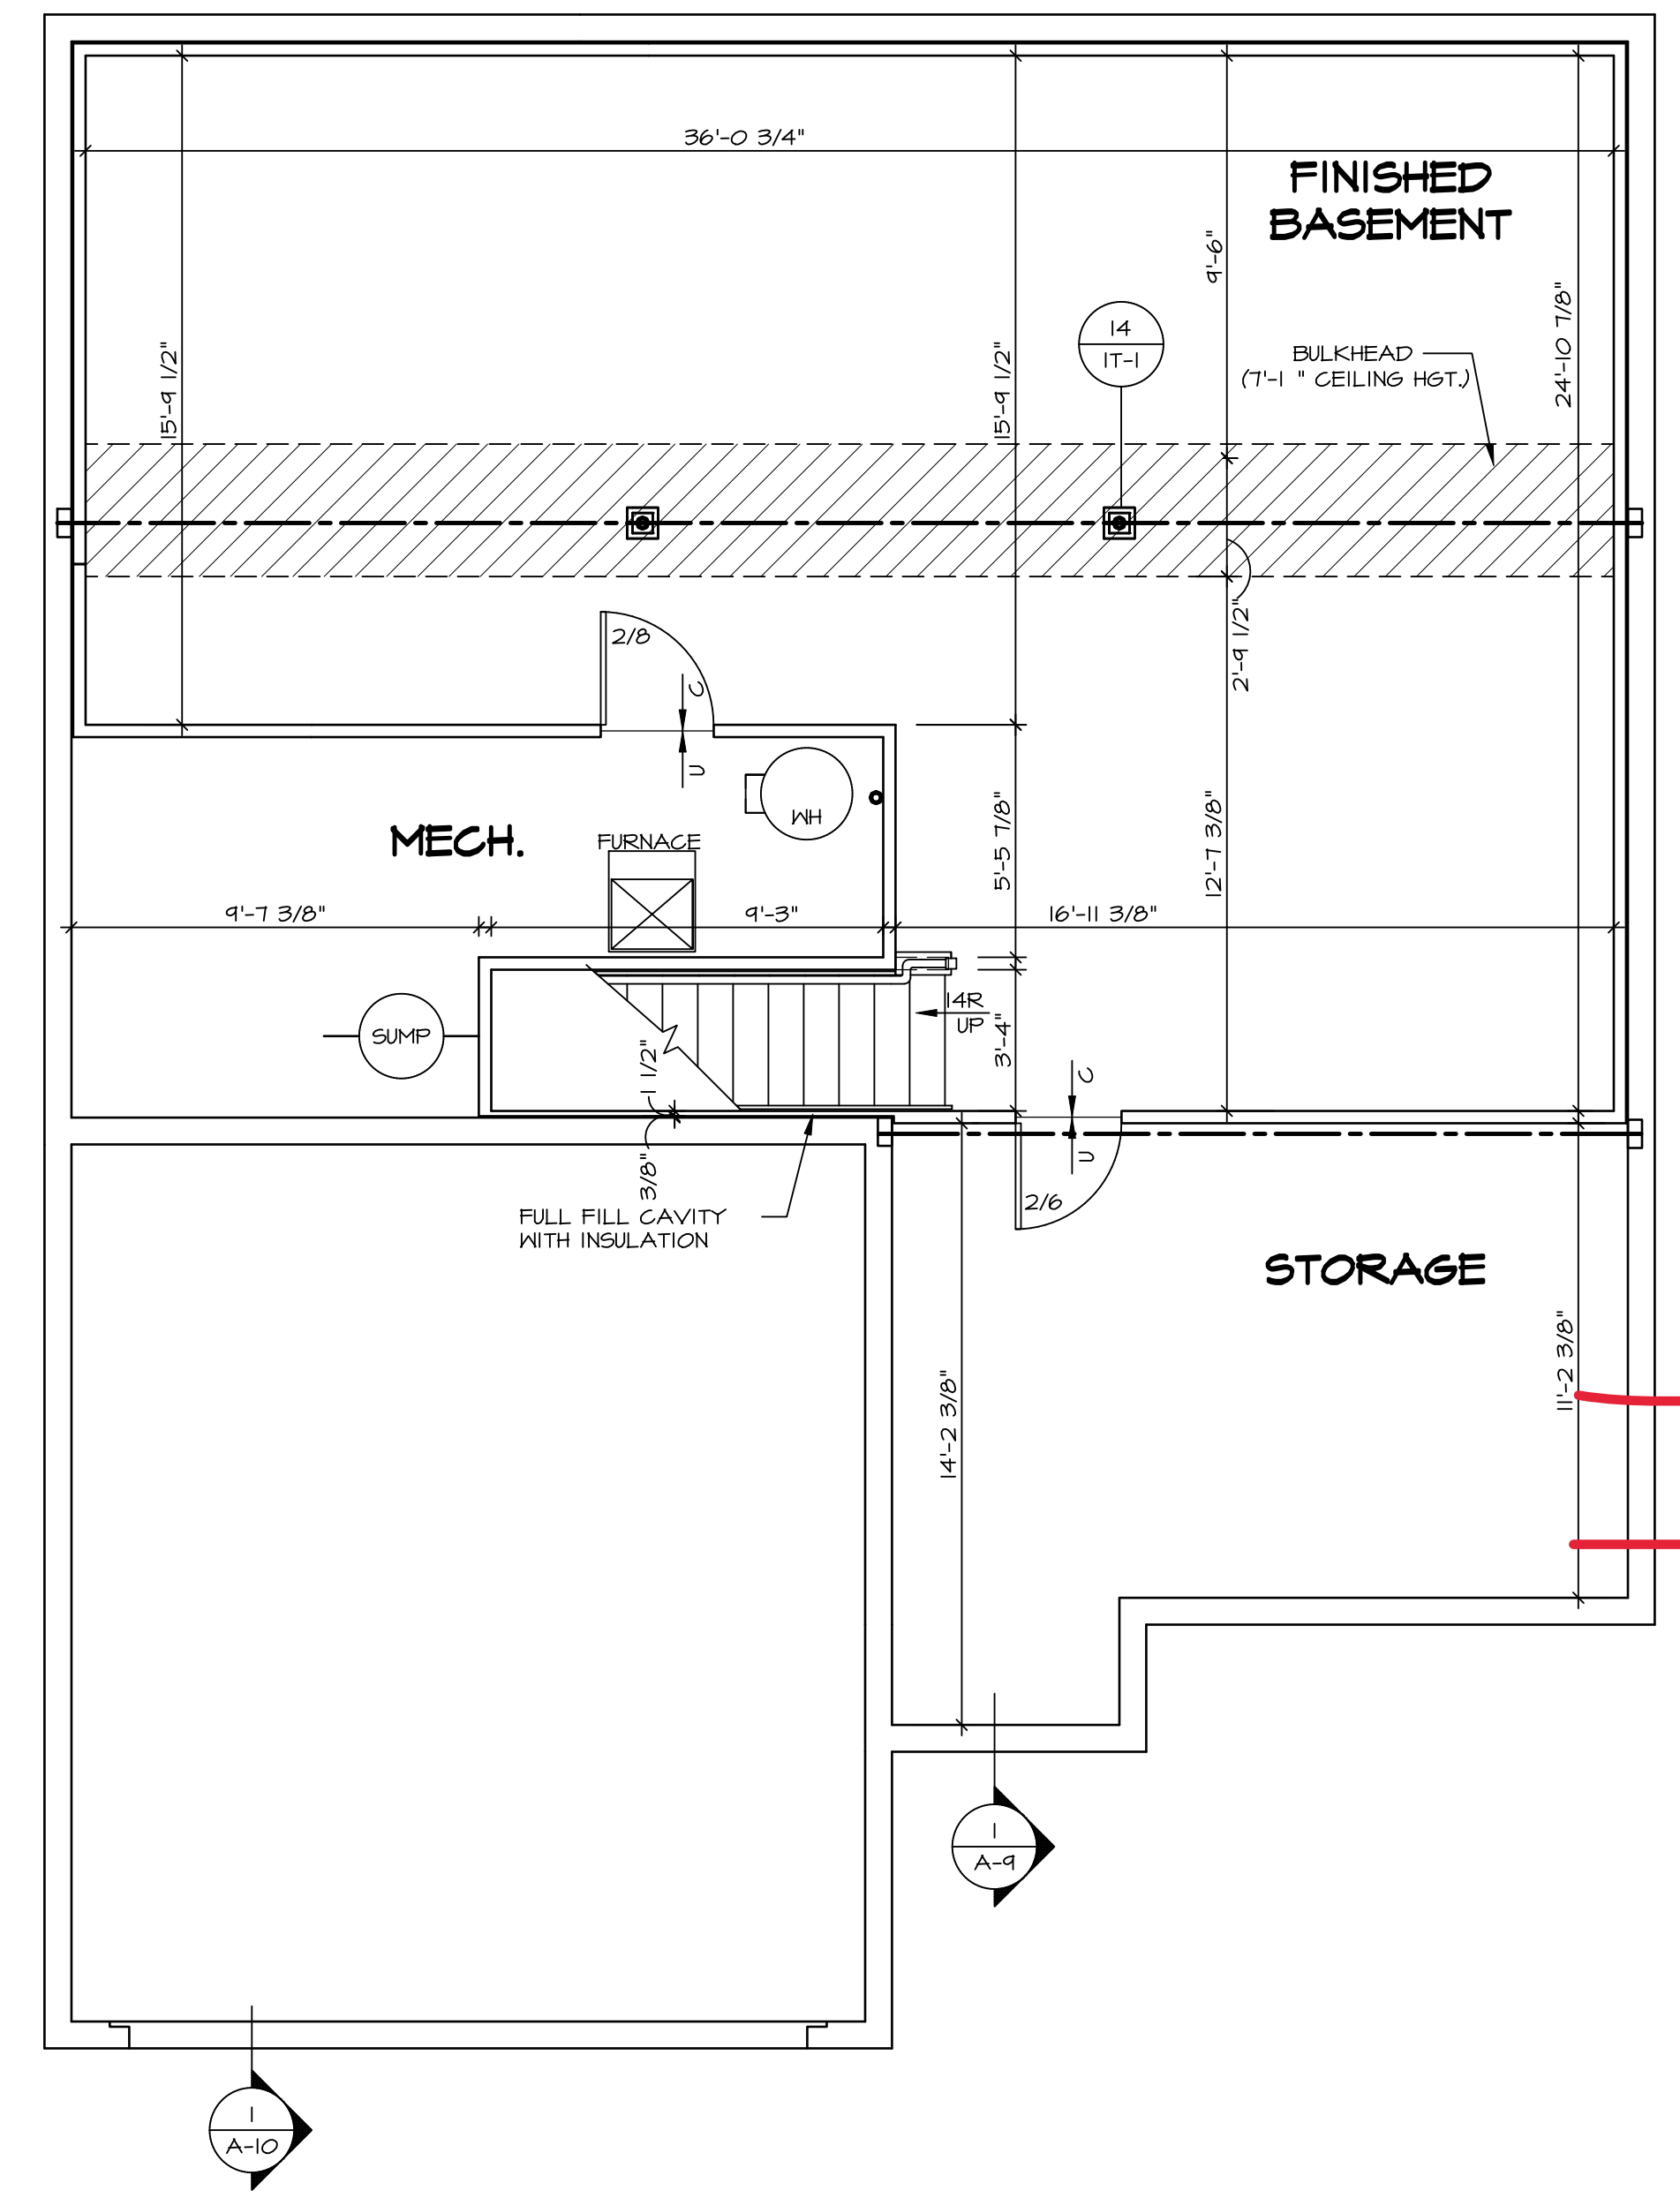 36'-0 3/4"
FINISHED
BASEMENT
9'-6"
15'-9 1/2"
15'-9 1/2"
14
1T-1
BULKHEAD
(7'-1 " CEILING HGT.)
24'-10 7/8"
2/8
C
U
2'-9 1/2"
WH
MECH.
FURNACE
5'-5 7/8"
12'-7 3/8"
9'-7 3/8"
9'-3"
16'-11 3/8"
14R
UP
SUMP
3'-4"
1 1/2"
C
U
3/8"
2/6
FULL FILL CAVITY
WITH INSULATION
STORAGE
11'-2 3/8"
14'-2 3/8"
1
A-9
1
A-10